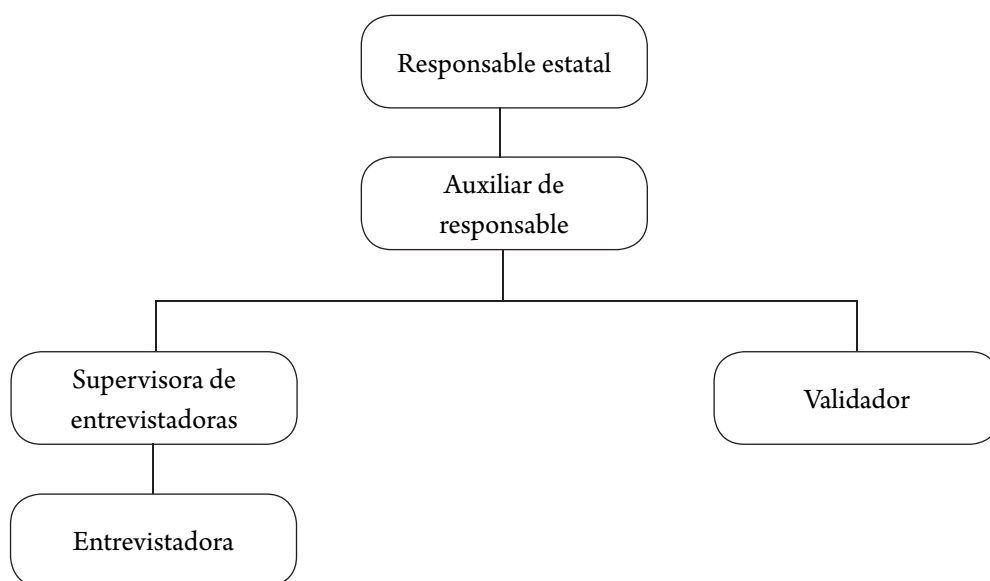 Responsable estatal
Auxiliar de
responsable
Supervisora de
entrevistadoras
Validador
Entrevistadora